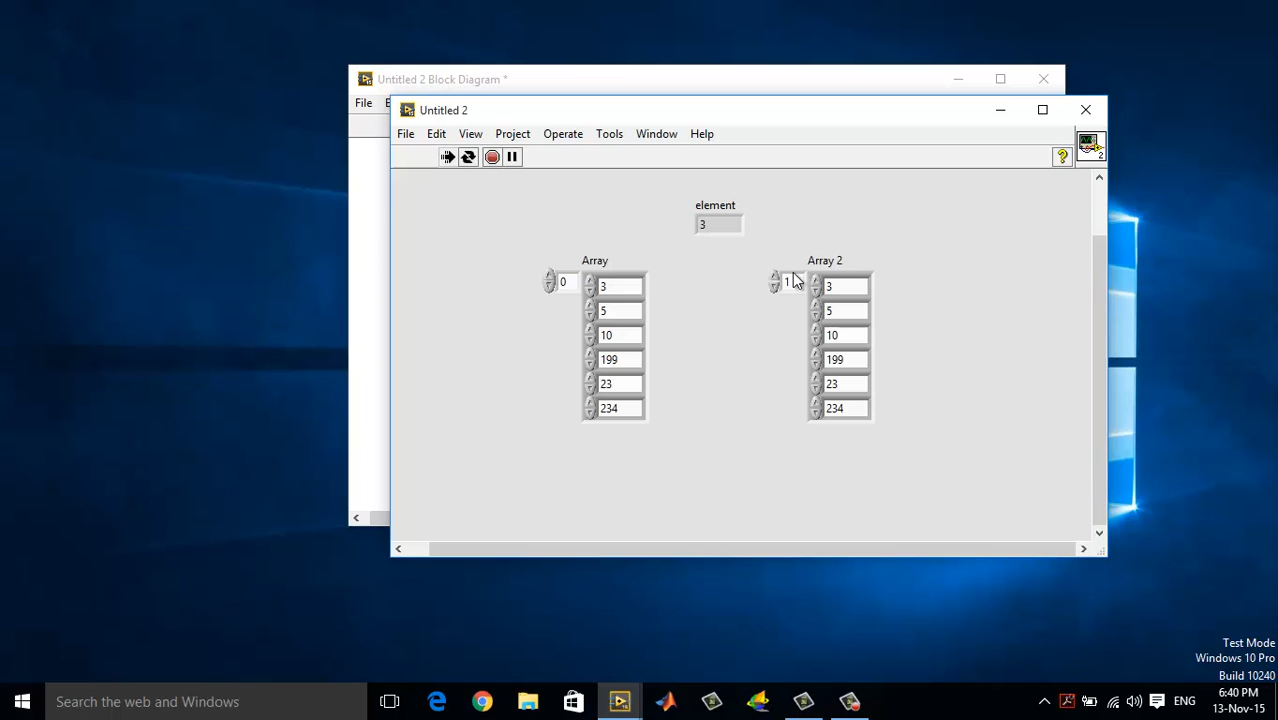 Untitled 2 Block Diagram *
File
Untitled 2
File Edit View Project Operate Tools Window Help
?
2
element
3
Array
Array 2
0
3
5
10
199
23
234
1
3
5
10
199
23
234
Test Mode
Windows 10 Pro
Build 10240
Search the web and Windows
ENG
6:40 PM
13-Nov-15